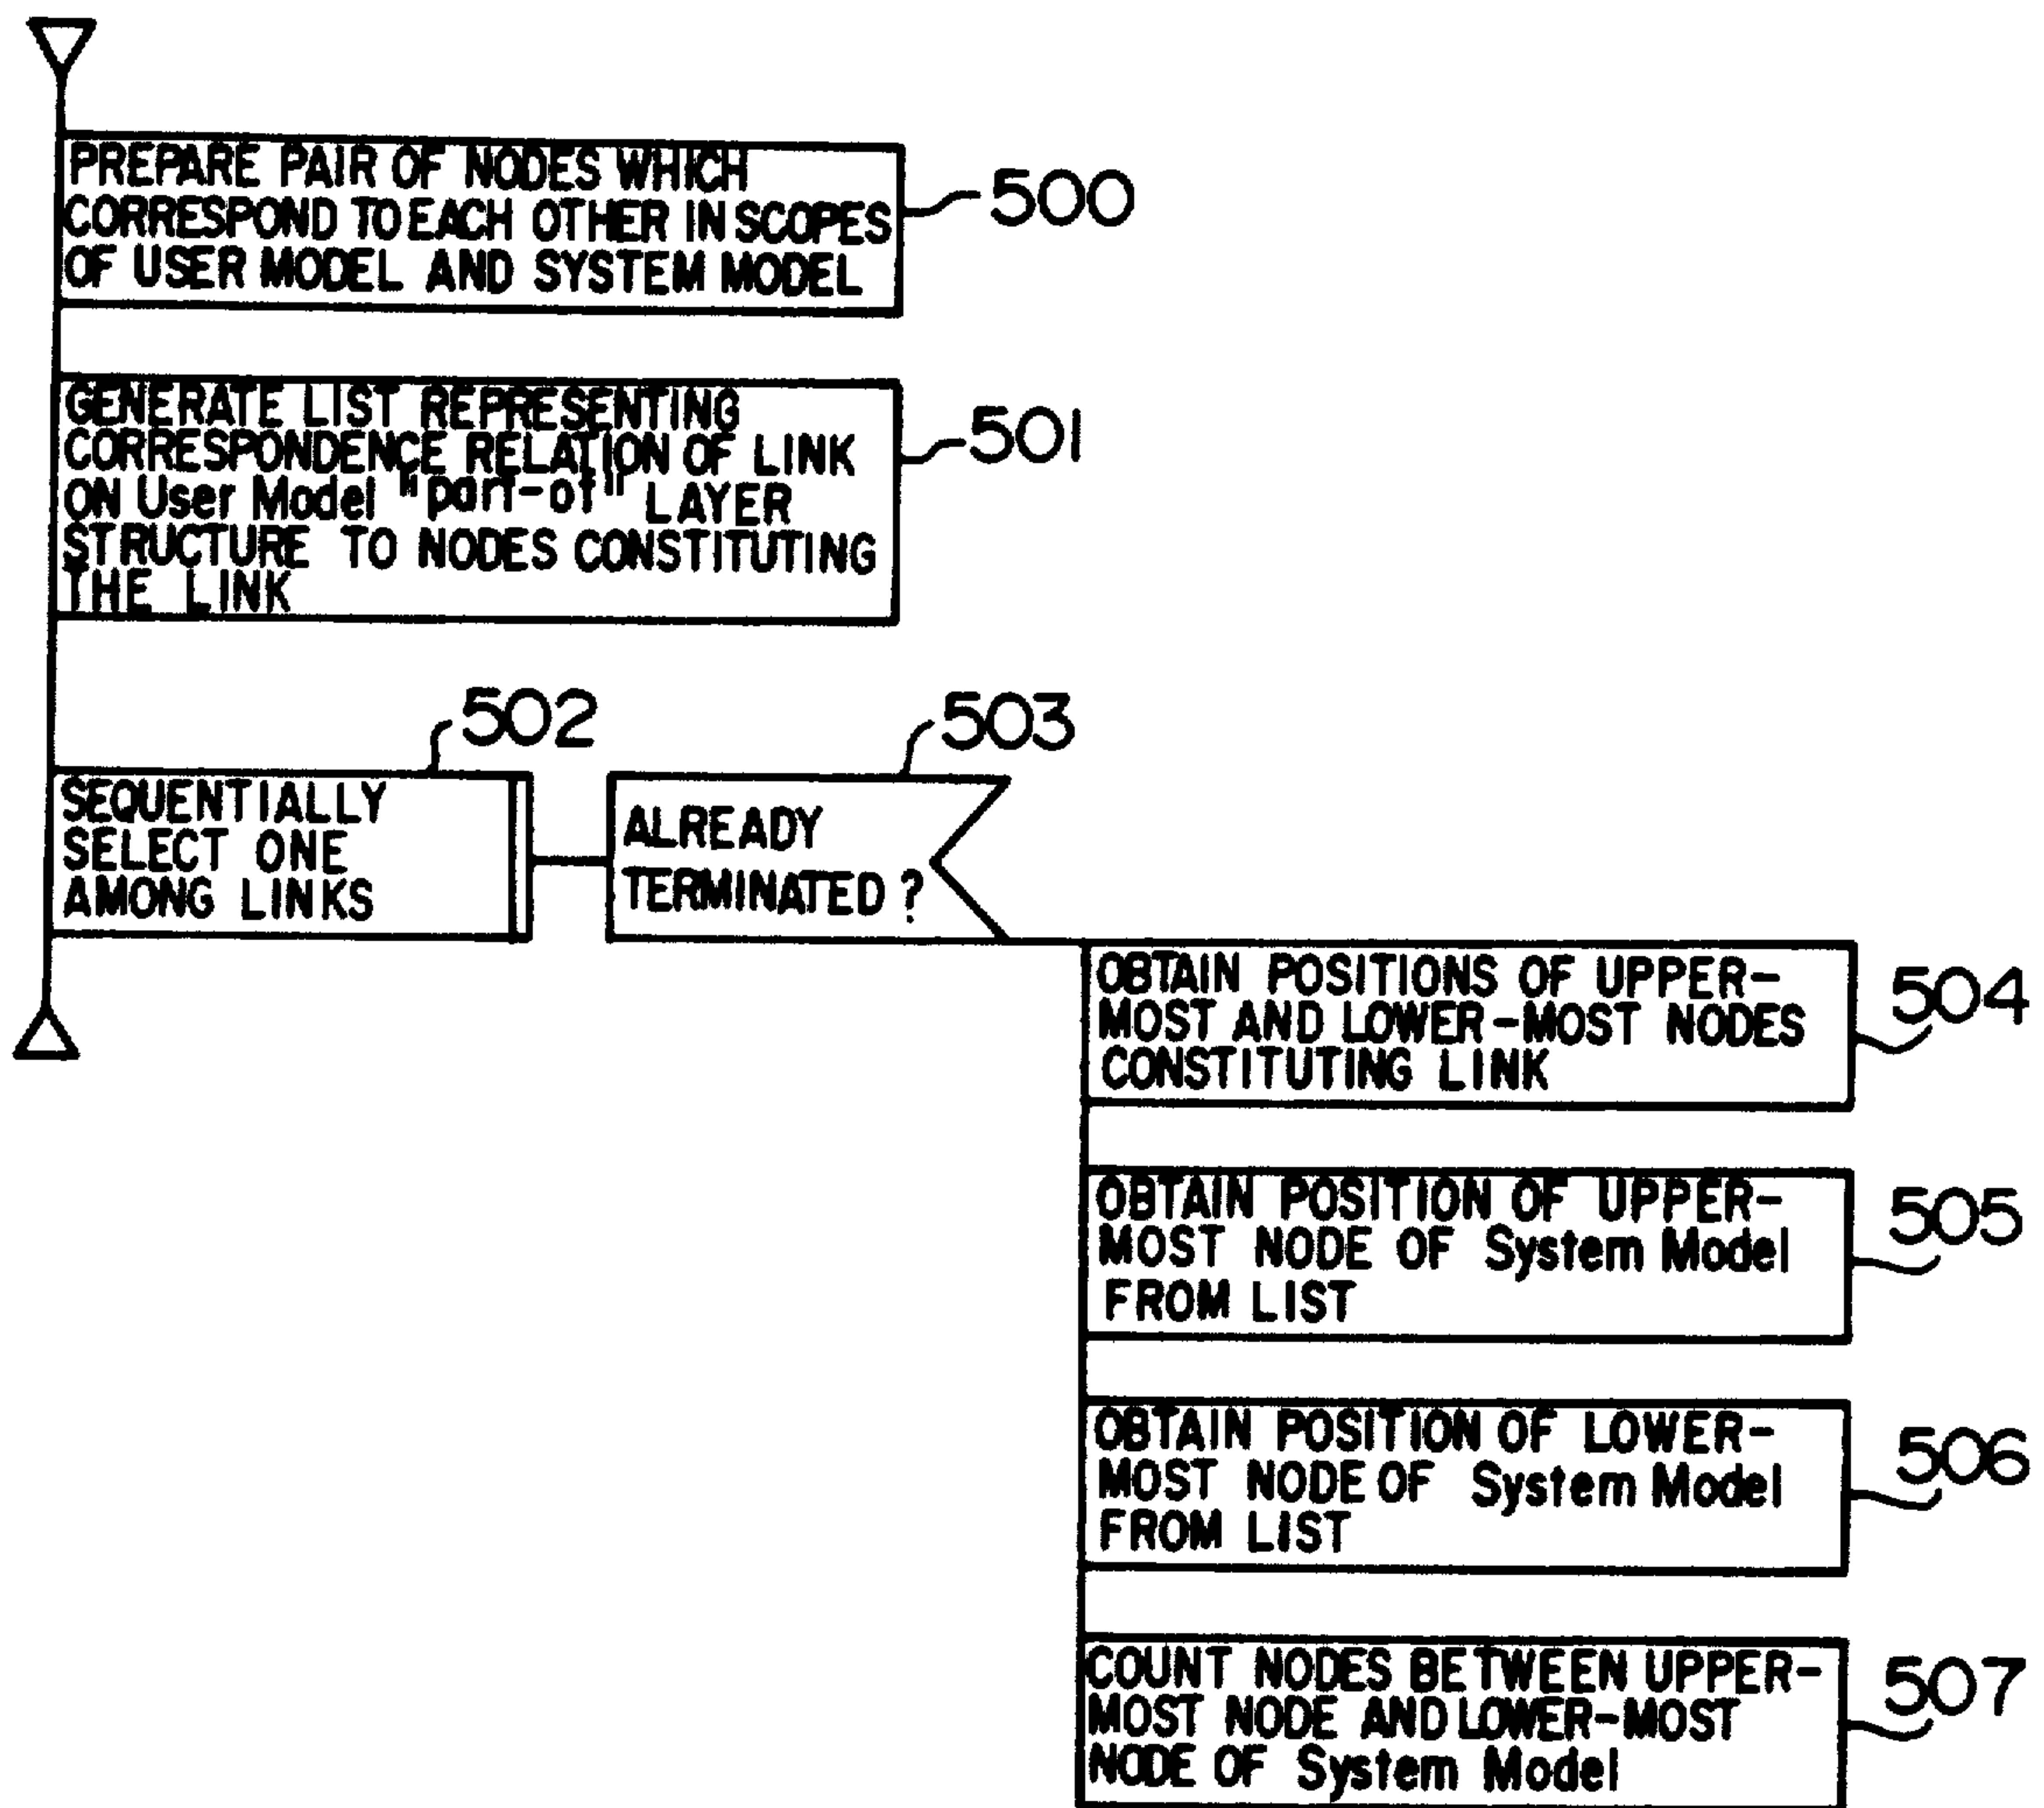 PREPARE PAIR OF NODES WHICH
CORRESPOND TO EACH OTHER IN SCOPES
OF USER MODEL AND SYSTEM MODEL
500
GENERATE LIST REPRESENTING
CORRESPONDENCE RELATION OF LINK
ON User Model "part-of" LAYER
STRUCTURE TO NODES CONSTITUTING
THE LINK
501
502
SEQUENTIALLY
SELECT ONE
AMONG LINKS
503
ALREADY
TERMINATED ?
OBTAIN POSITIONS OF UPPER-
MOST AND LOWER-MOST NODES
CONSTITUTING LINK
504
OBTAIN POSITION OF UPPER-
MOST NODE OF System Model
FROM LIST
505
OBTAIN POSITION OF LOWER-
MOST NODE OF System Model
FROM LIST
506
COUNT NODES BETWEEN UPPER-
MOST NODE AND LOWER-MOST
NODE OF System Model
507